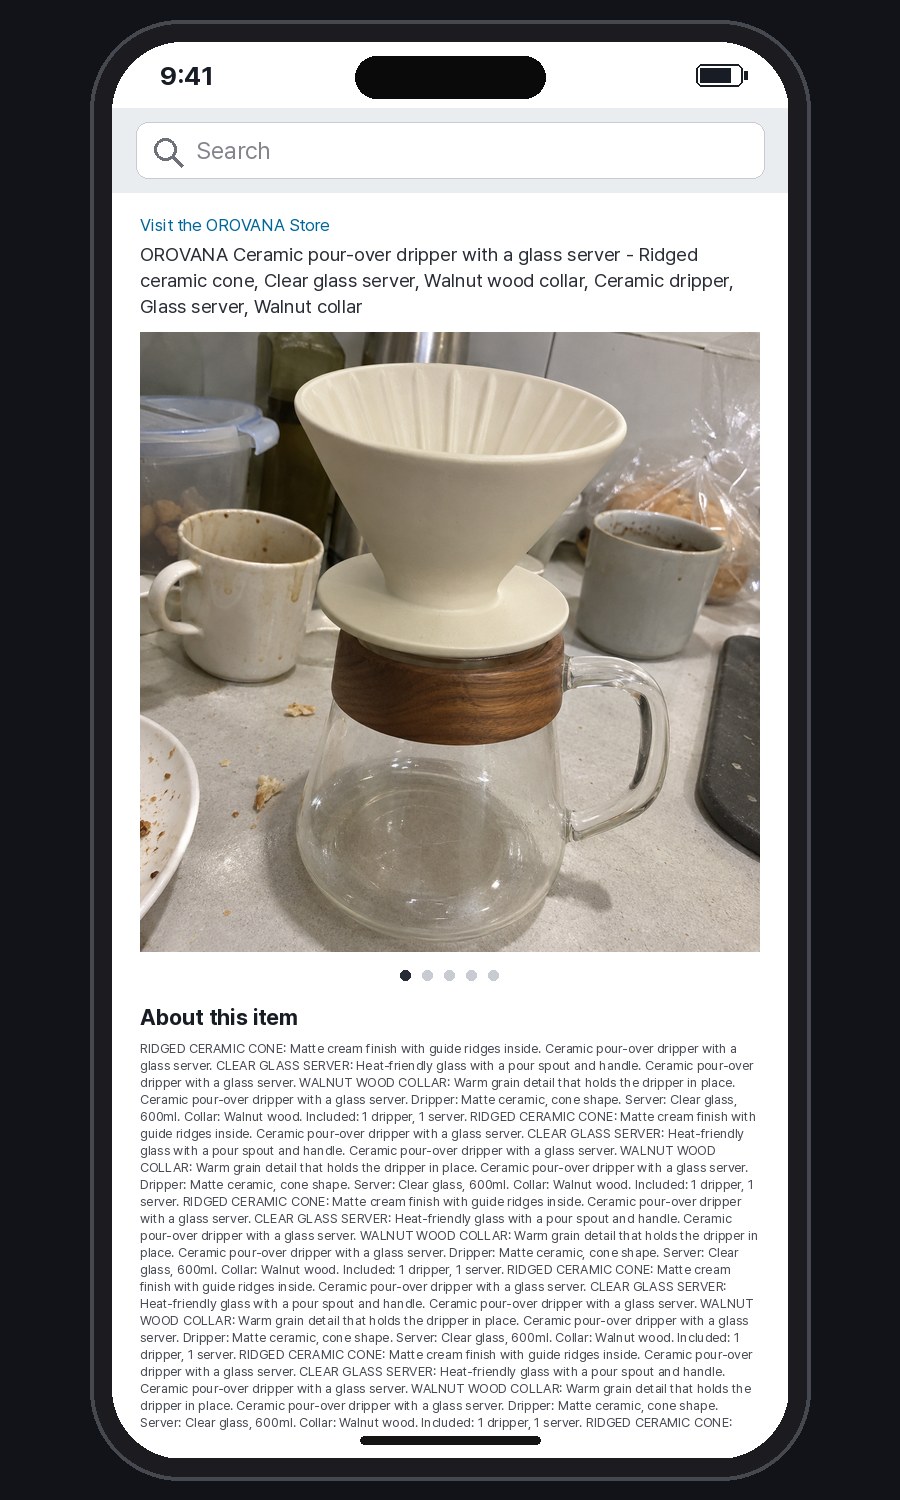 9:41
Search
Visit the OROVANA Store
OROVANA Ceramic pour-over dripper with a glass server - Ridged
ceramic cone, Clear glass server, Walnut wood collar, Ceramic dripper,
Glass server, Walnut collar
About this item
RIDGED CERAMIC CONE: Matte cream finish with guide ridges inside. Ceramic pour-over dripper with a
glass server. CLEAR GLASS SERVER: Heat-friendly glass with a pour spout and handle. Ceramic pour-over
dripper with a glass server. WALNUT WOOD COLLAR: Warm grain detail that holds the dripper in place.
Ceramic pour-over dripper with a glass server. Dripper: Matte ceramic, cone shape. Server: Clear glass,
600ml. Collar: Walnut wood. Included: 1 dripper, 1 server. RIDGED CERAMIC CONE: Matte cream finish with
guide ridges inside. Ceramic pour-over dripper with a glass server. CLEAR GLASS SERVER: Heat-friendly
glass with a pour spout and handle. Ceramic pour-over dripper with a glass server. WALNUT WOOD
COLLAR: Warm grain detail that holds the dripper in place. Ceramic pour-over dripper with a glass server.
Dripper: Matte ceramic, cone shape. Server: Clear glass, 600ml. Collar: Walnut wood. Included: 1 dripper, 1
server. RIDGED CERAMIC CONE: Matte cream finish with guide ridges inside. Ceramic pour-over dripper
with a glass server. CLEAR GLASS SERVER: Heat-friendly glass with a pour spout and handle. Ceramic
pour-over dripper with a glass server. WALNUT WOOD COLLAR: Warm grain detail that holds the dripper in
place. Ceramic pour-over dripper with a glass server. Dripper: Matte ceramic, cone shape. Server: Clear
glass, 600ml. Collar: Walnut wood. Included: 1 dripper, 1 server. RIDGED CERAMIC CONE: Matte cream
finish with guide ridges inside. Ceramic pour-over dripper with a glass server. CLEAR GLASS SERVER:
Heat-friendly glass with a pour spout and handle. Ceramic pour-over dripper with a glass server. WALNUT
WOOD COLLAR: Warm grain detail that holds the dripper in place. Ceramic pour-over dripper with a glass
server. Dripper: Matte ceramic, cone shape. Server: Clear glass, 600ml. Collar: Walnut wood. Included: 1
dripper, 1 server. RIDGED CERAMIC CONE: Matte cream finish with guide ridges inside. Ceramic pour-over
dripper with a glass server. CLEAR GLASS SERVER: Heat-friendly glass with a pour spout and handle.
Ceramic pour-over dripper with a glass server. WALNUT WOOD COLLAR: Warm grain detail that holds the
dripper in place. Ceramic pour-over dripper with a glass server. Dripper: Matte ceramic, cone shape.
Server: Clear glass, 600ml. Collar: Walnut wood. Included: 1 dripper, 1 server. RIDGED CERAMIC CONE: